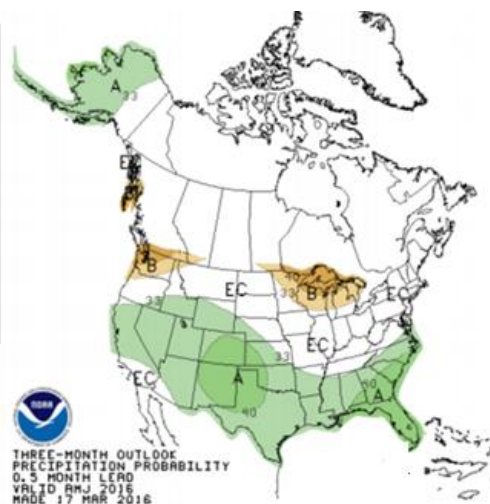 A
33
EC
B
B
40
33
EC
33
EC
EC
33
A
40
EC
40
A
NOAA
THREE-MONTH OUTLOOK
PRECIPITATION PROBABILITY
0.5 MONTH LEAD
VALID AMJ 2016
MADE 17 MAR 2016